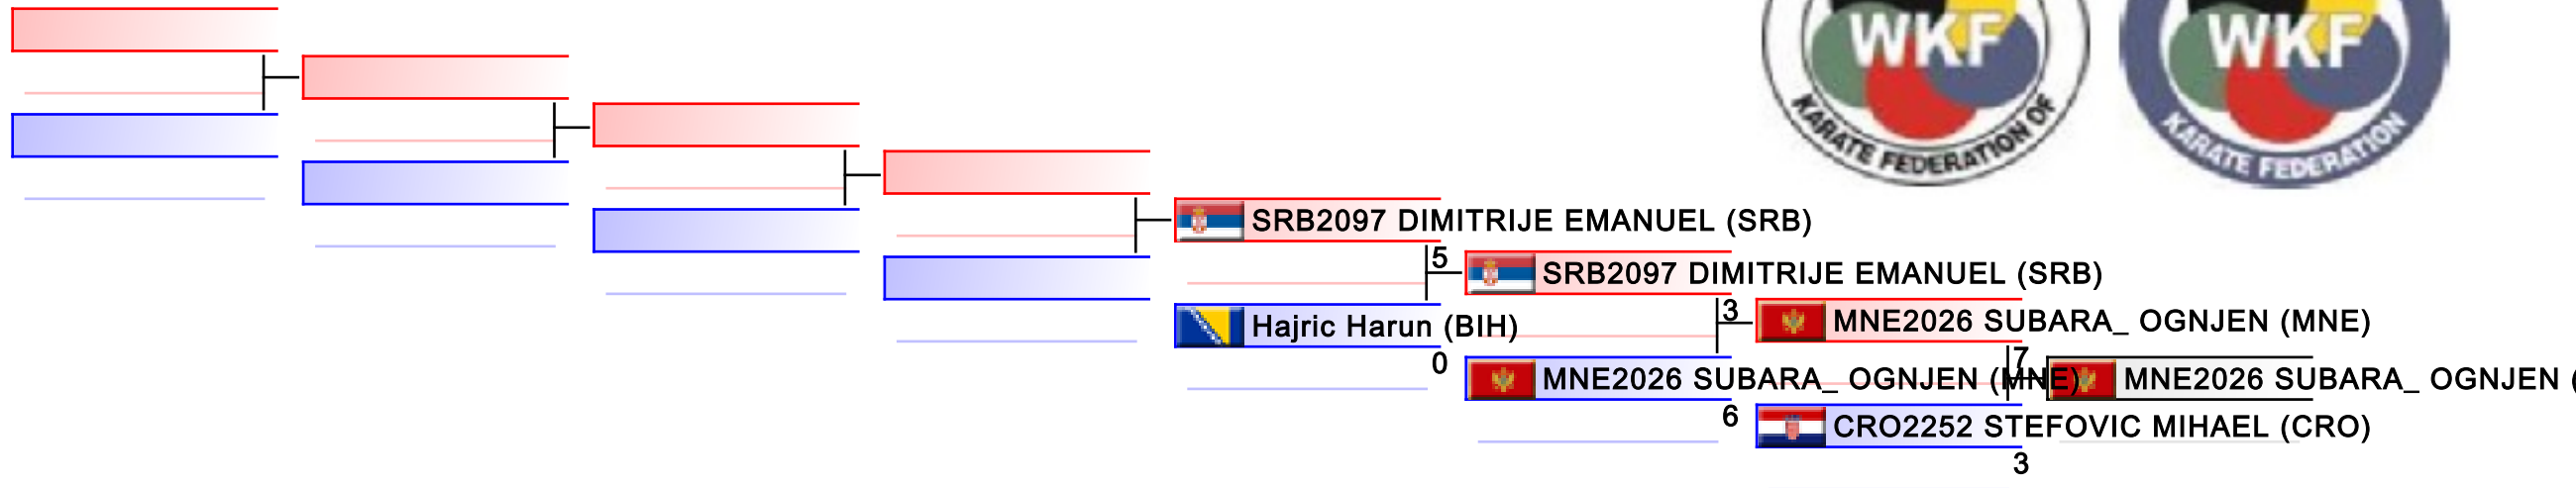 WKF
KARATE FEDERATION OF
WKF
KARATE FEDERATION
SRB2097 DIMITRIJE EMANUEL (SRB)
5
SRB2097 DIMITRIJE EMANUEL (SRB)
3
Hajric Harun (BIH)
0
MNE2026 SUBARA_ OGNJEN (MNE)
7
MNE2026 SUBARA_ OGNJEN (MNE)
6
MNE2026 SUBARA_ OGNJEN (
CRO2252 STEFOVIC MIHAEL (CRO)
3